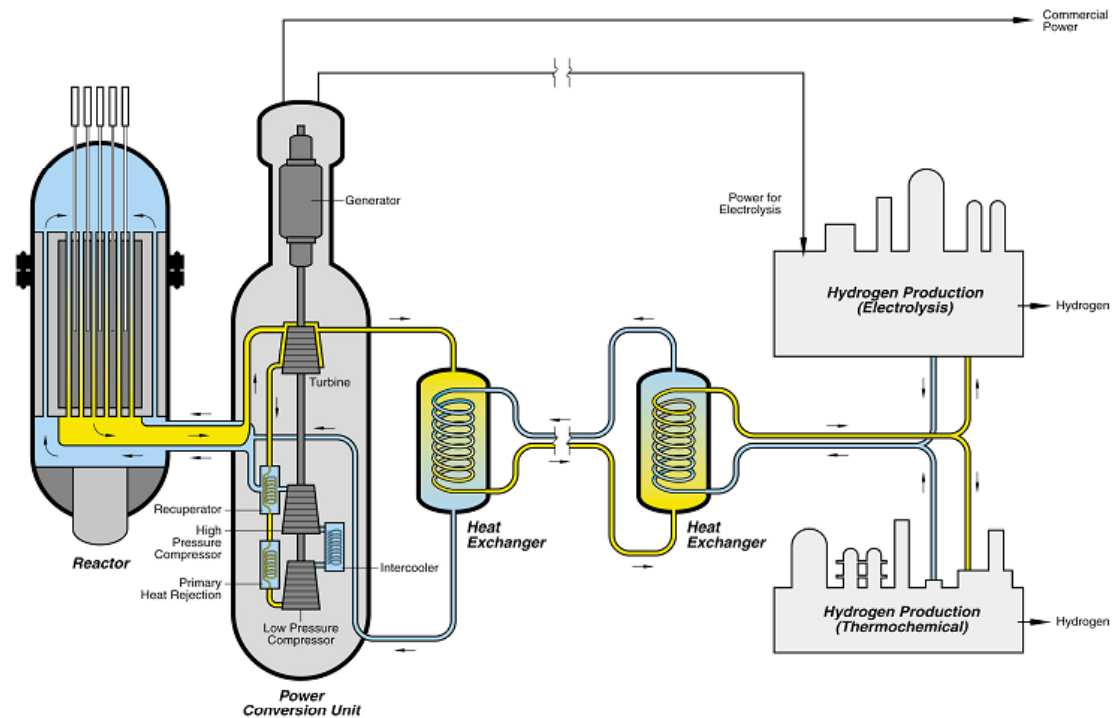 Commercial
Power
Generator
Power for
Electrolysis
Hydrogen Production
(Electrolysis)
Hydrogen
Turbine
Recuperator
High
Pressure
Compressor
Primary
Heat Rejection
Intercooler
Low Pressure
Compressor
Reactor
Heat
Exchanger
Heat
Exchanger
Hydrogen Production
(Thermochemical)
Hydrogen
Power
Conversion Unit